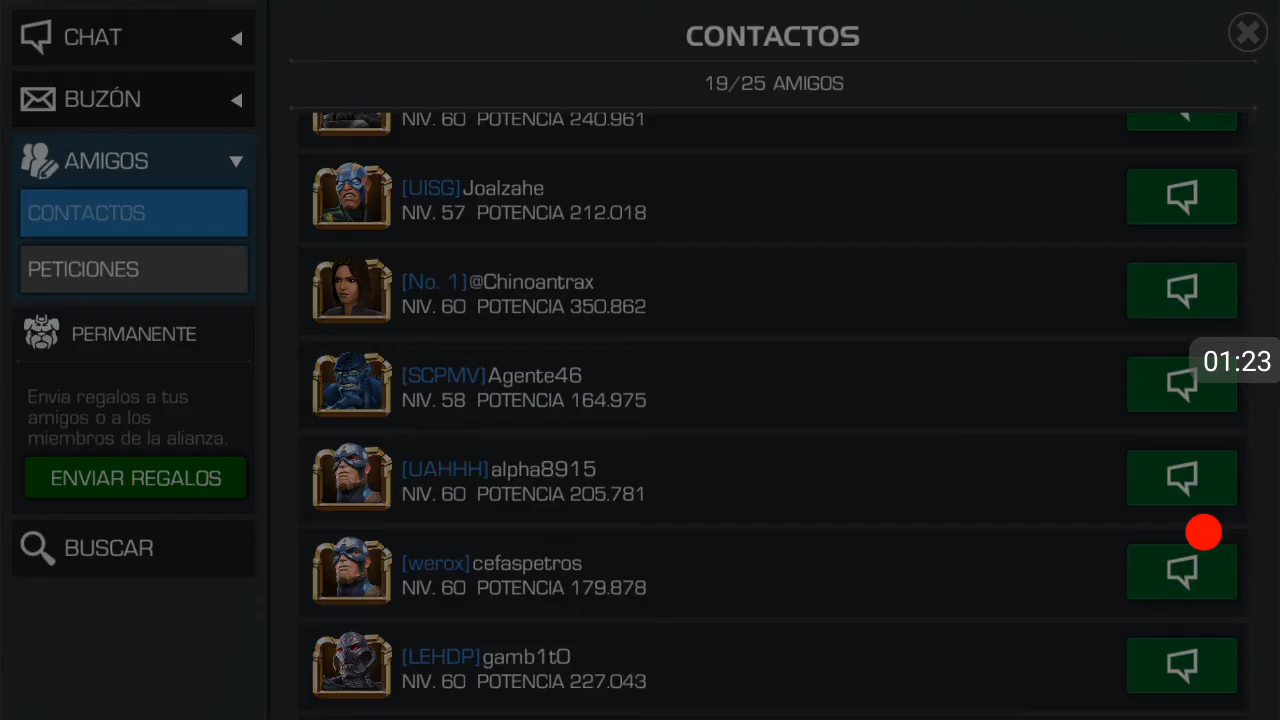 CHAT
BUZÓN
AMIGOS
CONTACTOS
PETICIONES
PERMANENTE
Envia regalos a tus
amigos o a los
miembros de la alianza.
ENVIAR REGALOS
BUSCAR
CONTACTOS
19/25 AMIGOS
NIV. 60 POTENCIA 240.961
[UISG]Joalzahe
NIV. 57 POTENCIA 212.018
[No. 1]@Chinoantrax
NIV. 60 POTENCIA 350.862
[SCPMV]Agente46
NIV. 58 POTENCIA 164.975
[UAHHH]alpha8915
NIV. 60 POTENCIA 205.781
[werox]cefaspetros
NIV. 60 POTENCIA 179.878
[LEHDP]gamb1tO
NIV. 60 POTENCIA 227.043
01:23